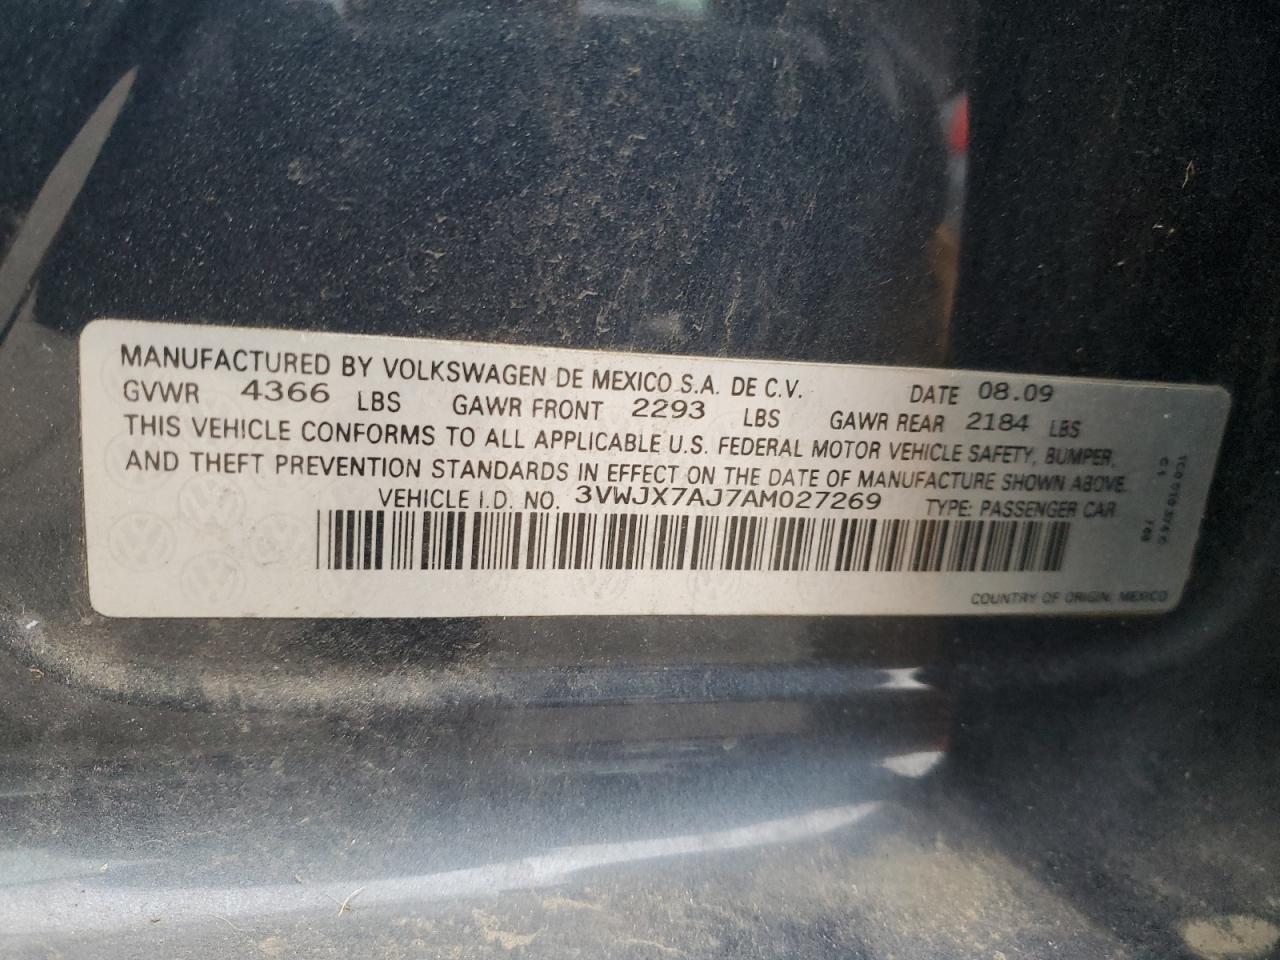 MANUFACTURED BY VOLKSWAGEN DE MEXICO S.A. DE C.V. DATE 08.09
GVWR 4366 LBS GAWR FRONT 2293 LBS GAWR REAR 2184 LBS
THIS VEHICLE CONFORMS TO ALL APPLICABLE U.S. FEDERAL MOTOR VEHICLE SAFETY, BUMPER,
AND THEFT PREVENTION STANDARDS IN EFFECT ON THE DATE OF MANUFACTURE SHOWN ABOVE.
VEHICLE I.D. NO. 3VWJX7AJ7AM027269 TYPE: PASSENGER CAR
COUNTRY OF ORIGIN: MEXICO